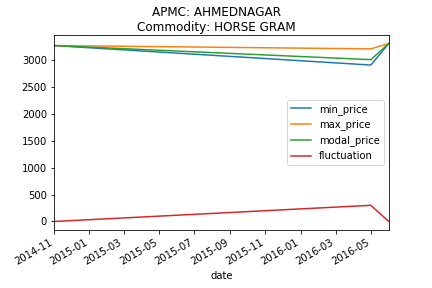 APMC: AHMEDNAGAR
Commodity: HORSE GRAM
3000
2500
2000
1500
1000
500
0
min_price
max_price
modal_price
fluctuation
2014-11
2015-01
2015-03
2015-05
2015-07
2015-09
2015-11
2016-01
2016-03
2016-05
date